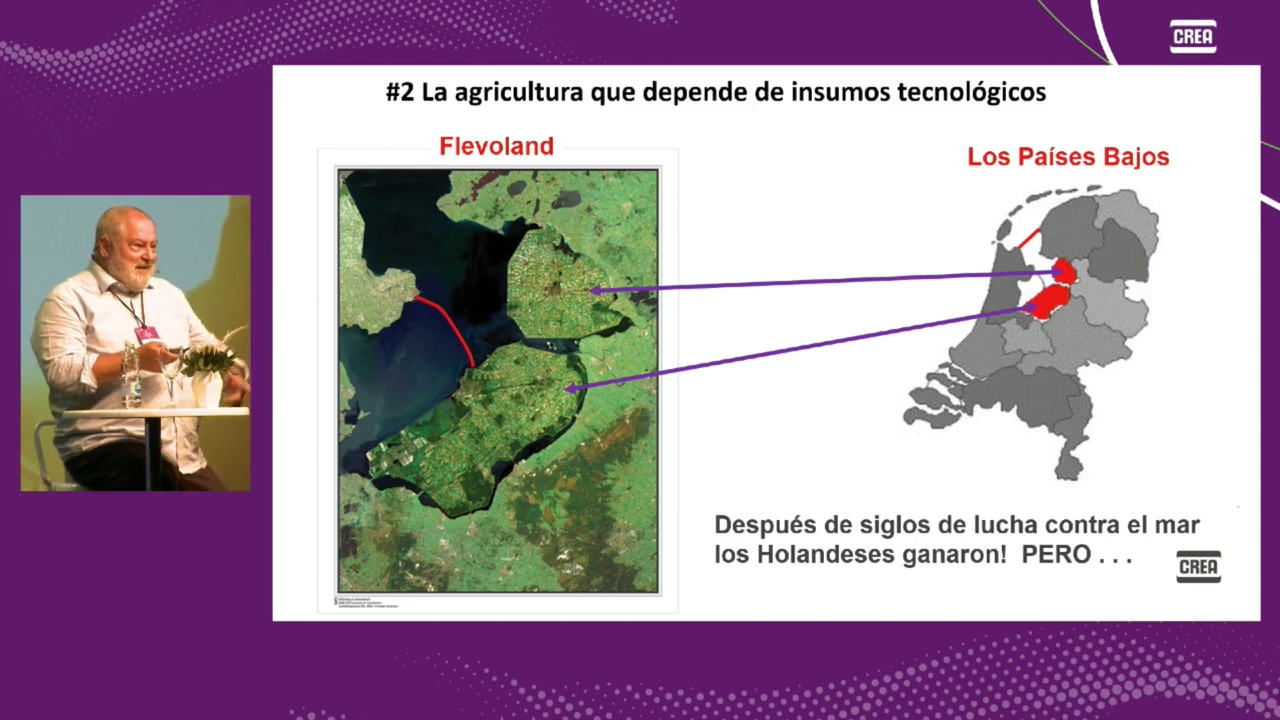 CREA
#2 La agricultura que depende de insumos tecnológicos
Flevoland
Los Países Bajos
Después de siglos de lucha contra el mar
los Holandeses ganaron! PERO . . .
CREA